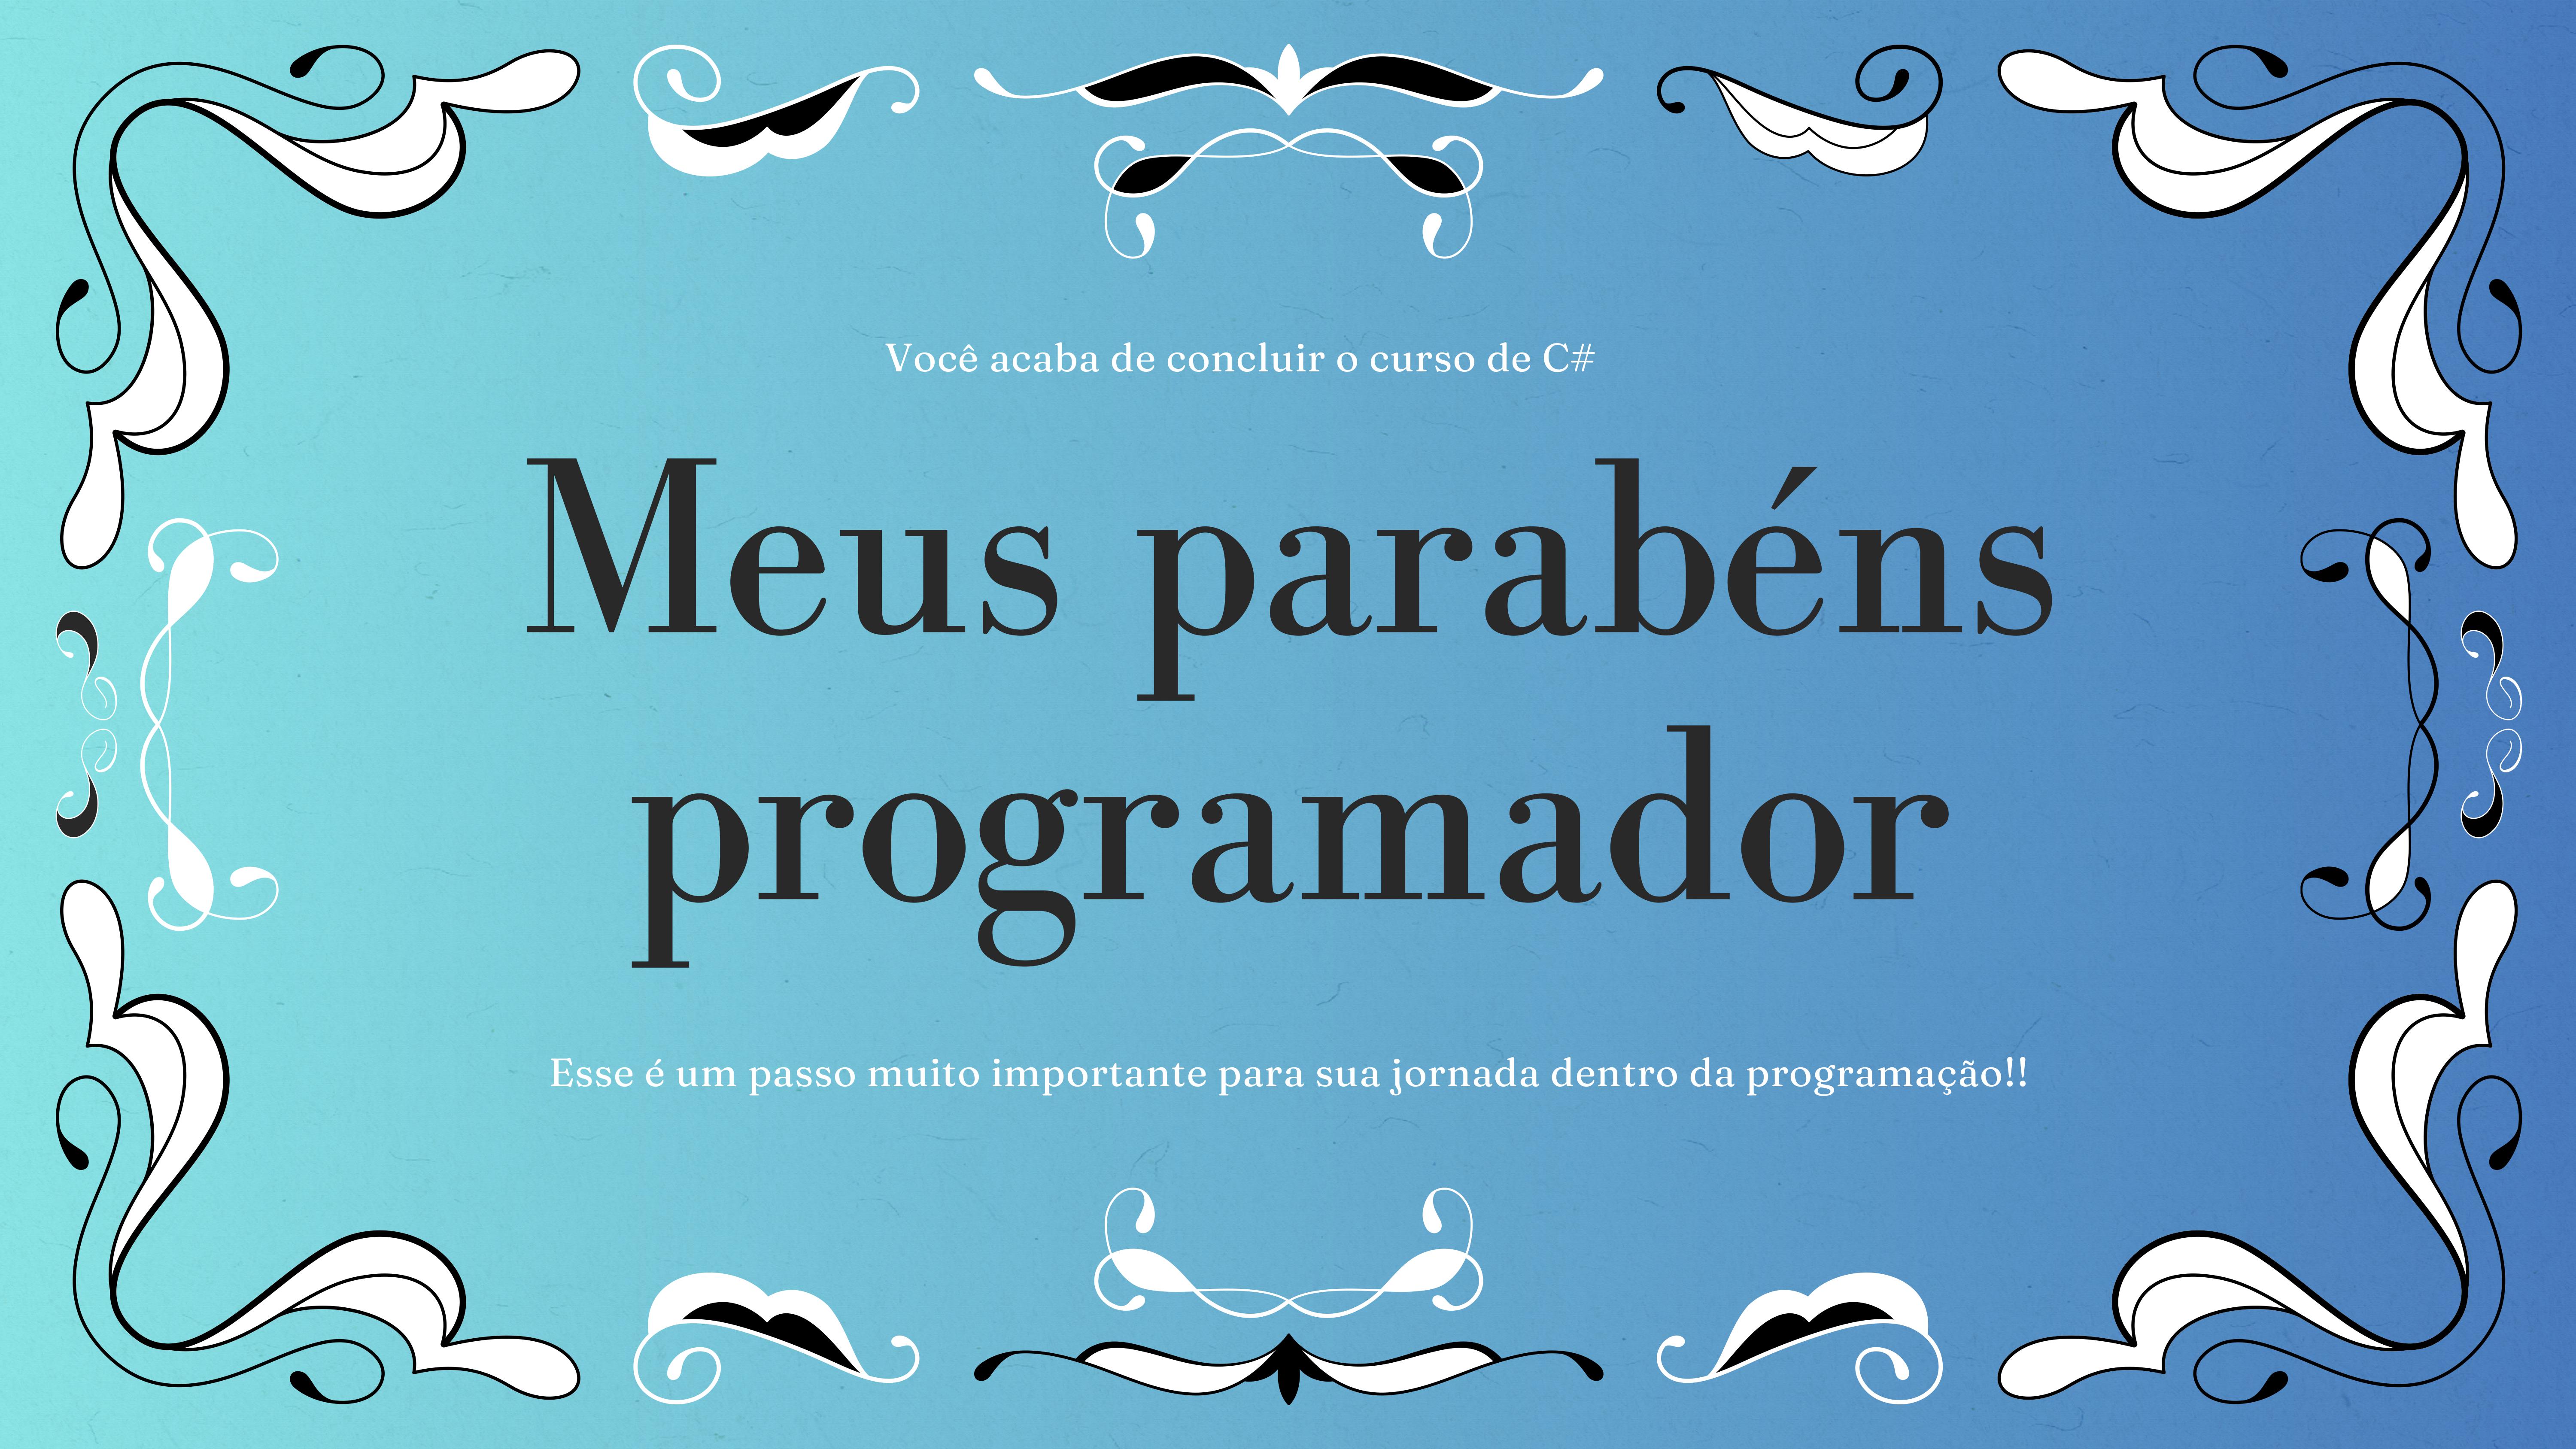 Você acaba de concluir o curso de C#
Meus parabéns
programador
Esse é um passo muito importante para sua jornada dentro da programação!!